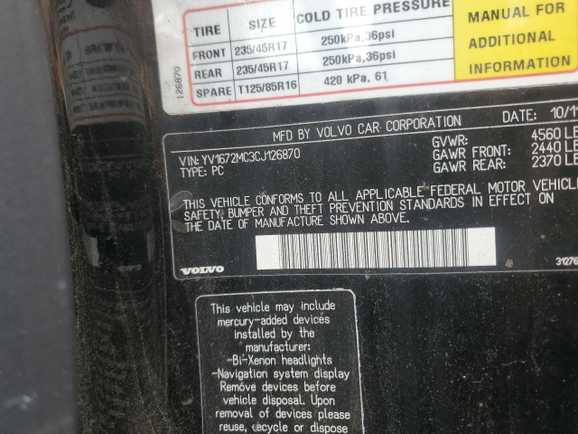 TIRE SIZE COLD TIRE PRESSURE
FRONT 235/45R17 250kPa,36psi
REAR 235/45R17 250kPa,36psi
SPARE T125/85R16 420 kPa. 61
MANUAL FOR
ADDITIONAL
INFORMATION
126870
MFD BY VOLVO CAR CORPORATION DATE: 10/1
VIN: YV1672MC3CJ126870
TYPE: PC
GVWR: 4560 LB
GAWR FRONT: 2440 LB
GAWR REAR: 2370 LB
THIS VEHICLE CONFORMS TO ALL APPLICABLE FEDERAL MOTOR VEHICLE
SAFETY, BUMPER AND THEFT PREVENTION STANDARDS IN EFFECT ON
THE DATE OF MANUFACTURE SHOWN ABOVE.
VOLVO
31276
This vehicle may include
mercury-added devices
installed by the
manufacturer:
-Bi-Xenon headlights
-Navigation system display
Remove devices before
vehicle disposal. Upon
removal of devices please
reuse, recycle or dispose